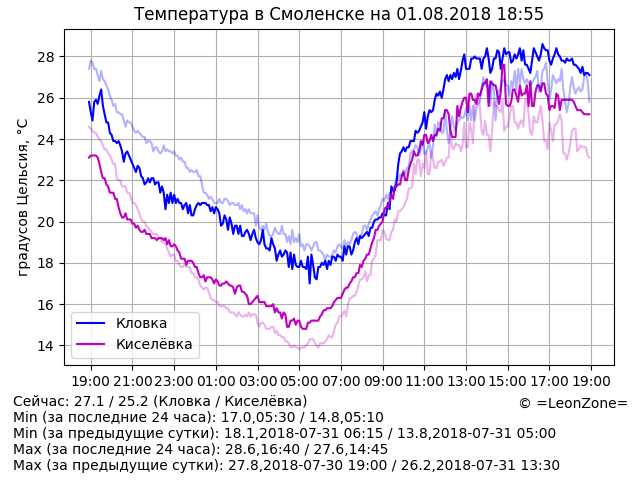 Температура в Смоленске на 01.08.2018 18:55
градусов Цельсия, °C
28
26
24
22
20
18
16
14
Кловка
Киселёвка
19:00 21:00 23:00 01:00 03:00 05:00 07:00 09:00 11:00 13:00 15:00 17:00 19:00
Сейчас: 27.1 / 25.2 (Кловка / Киселёвка)
© =LeonZone=
Min (за последние 24 часа): 17.0,05:30 / 14.8,05:10
Min (за предыдущие сутки): 18.1,2018-07-31 06:15 / 13.8,2018-07-31 05:00
Max (за последние 24 часа): 28.6,16:40 / 27.6,14:45
Max (за предыдущие сутки): 27.8,2018-07-30 19:00 / 26.2,2018-07-31 13:30